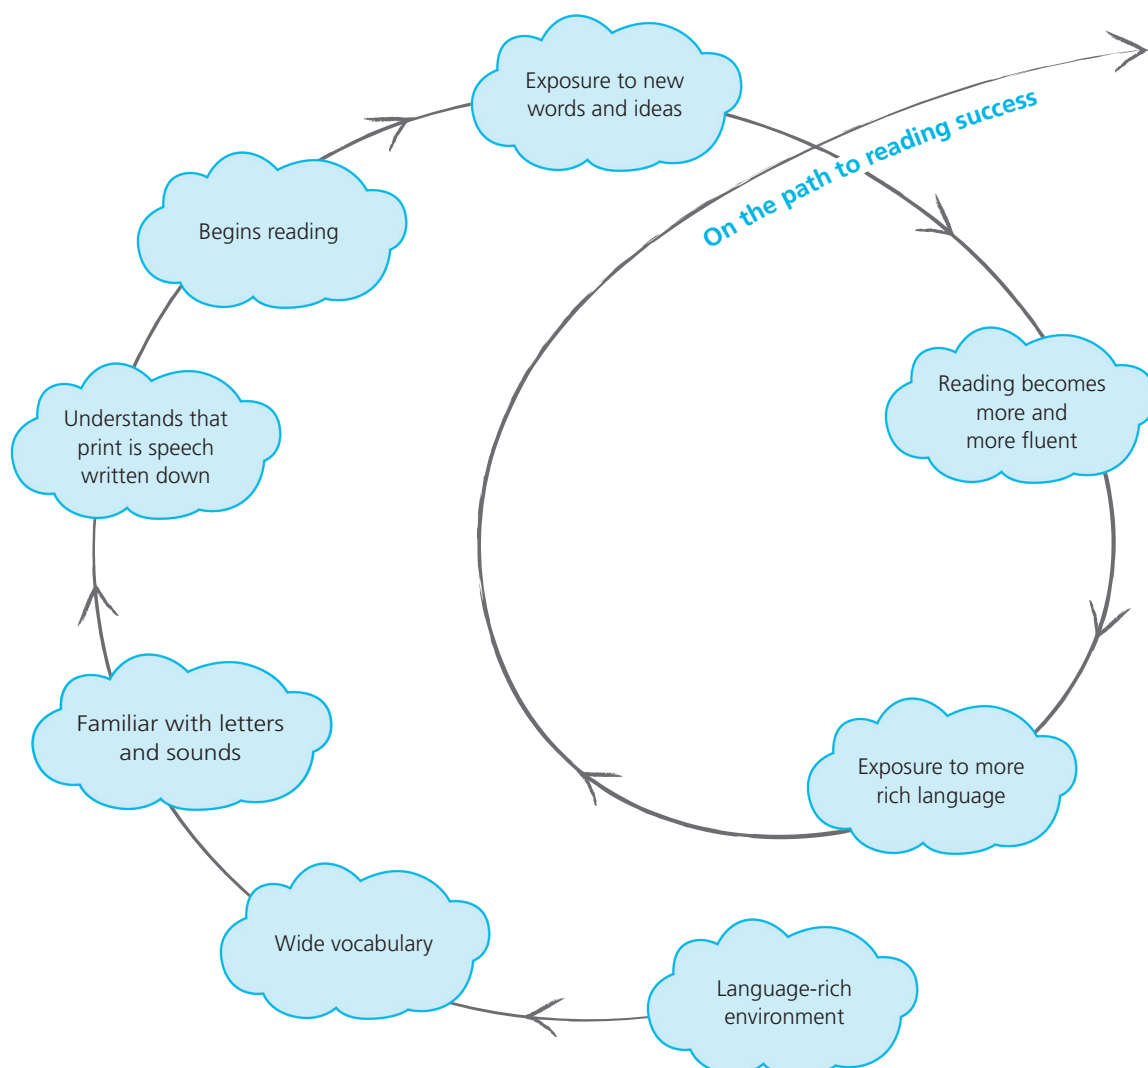 Exposure to new
words and ideas
On the path to reading success
Begins reading
Reading becomes
more and
more fluent
Understands that
print is speech
written down
Familiar with letters
and sounds
Exposure to more
rich language
Wide vocabulary
Language-rich
environment